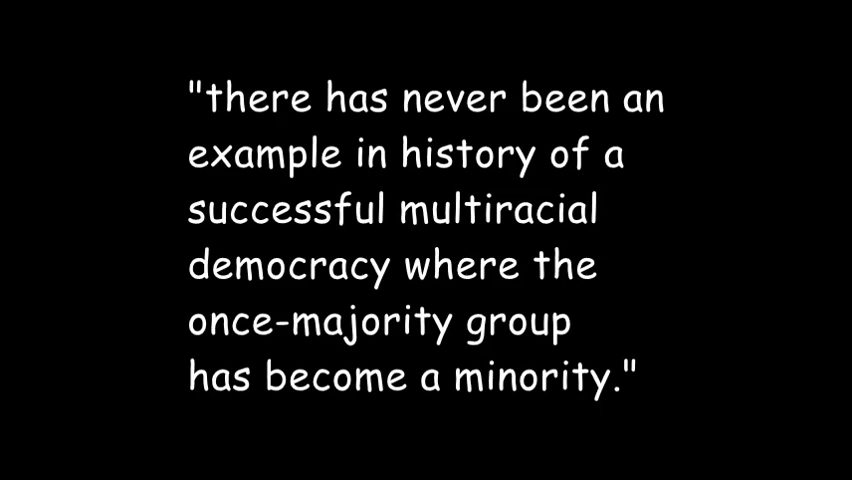 "there has never been an
example in history of a
successful multiracial
democracy where the
once-majority group
has become a minority."